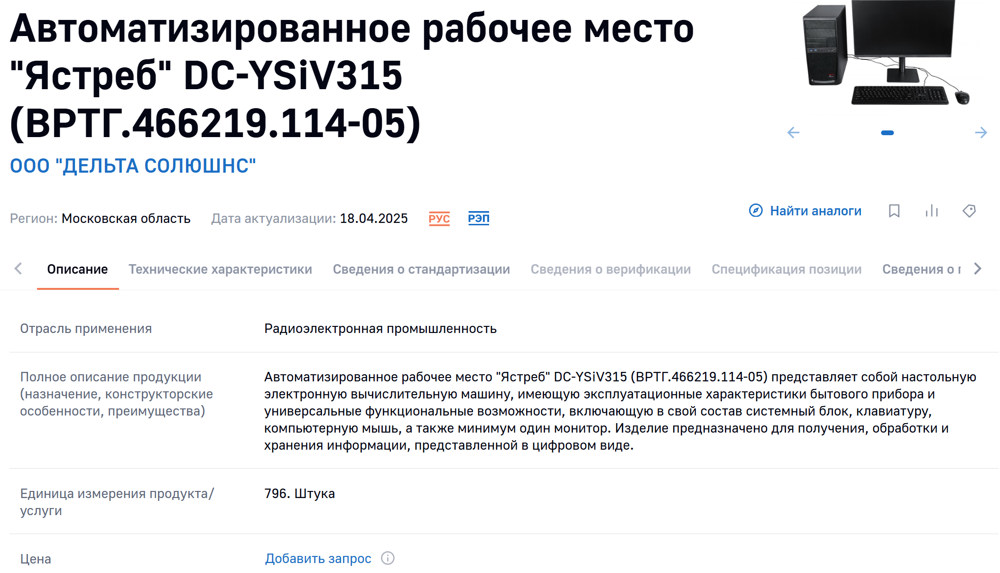 Автоматизированное рабочее место
"Ястреб" DC-YSiV315
(ВРТГ.466219.114-05)
ООО "ДЕЛЬТА СОЛЮШНС"
Регион: Московская область Дата актуализации: 18.04.2025 РУС РЭП
Найти аналоги
Описание Технические характеристики Сведения о стандартизации Сведения о верификации Спецификация позиции Сведения о
Отрасль применения
Радиоэлектронная промышленность
Полное описание продукции
(назначение, конструкторские
особенности, преимущества)
Автоматизированное рабочее место "Ястреб" DC-YSiV315 (ВРТГ.466219.114-05) представляет собой настольную
электронную вычислительную машину, имеющую эксплуатационные характеристики бытового прибора и
универсальные функциональные возможности, включающую в свой состав системный блок, клавиатуру,
компьютерную мышь, а также минимум один монитор. Изделие предназначено для получения, обработки и
хранения информации, представленной в цифровом виде.
Единица измерения продукта/
услуги
796. Штука
Цена
Добавить запрос